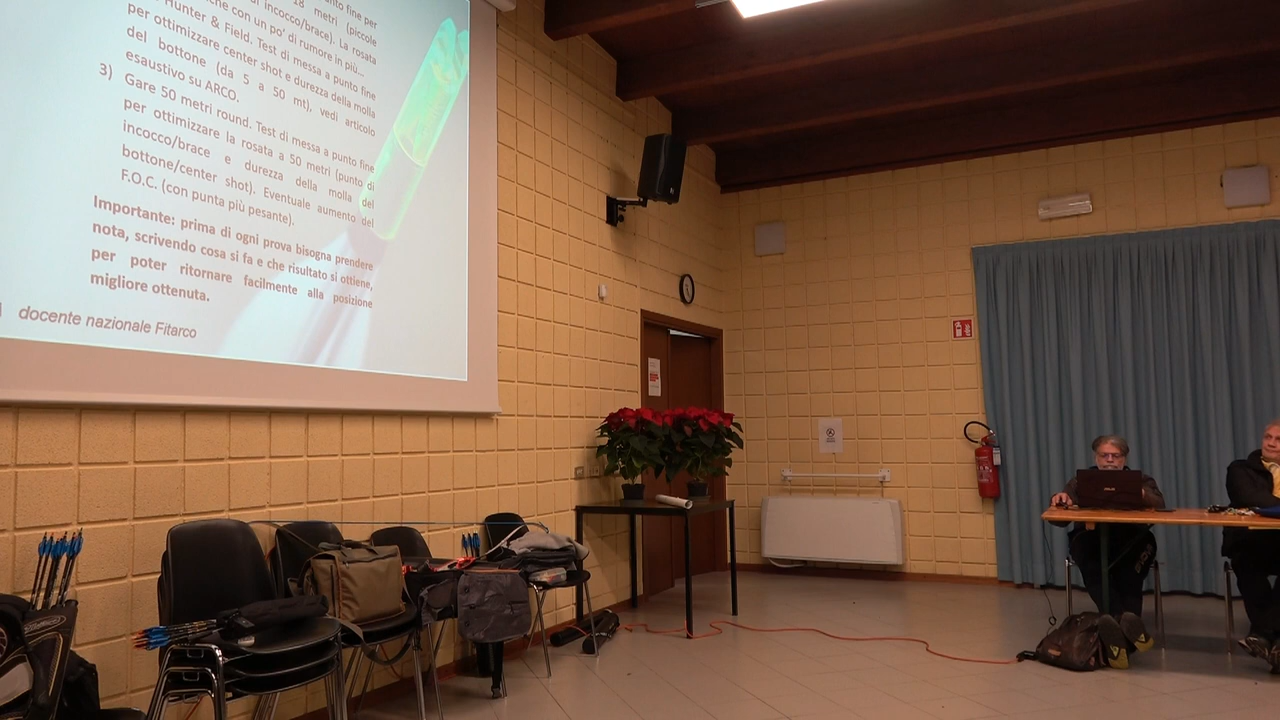 anto fine per
18 metri (piccole
di incocco/brace). La rosata
che con un po' di rumore in più...
Hunter & Field. Test di messa a punto fine
per ottimizzare center shot e durezza della molla
del bottone (da 5 a 50 mt), vedi articolo
esaustivo su ARCO.
3) Gare 50 metri round. Test di messa a punto fine
per ottimizzare la rosata a 50 metri (punto di
incocco/brace e durezza della molla del
bottone/center shot). Eventuale aumento del
F.O.C. (con punta più pesante).
Importante: prima di ogni prova bisogna prendere
nota, scrivendo cosa si fa e che risultato si ottiene,
per poter ritornare facilmente alla posizione
migliore ottenuta.
docente nazionale Fitarco